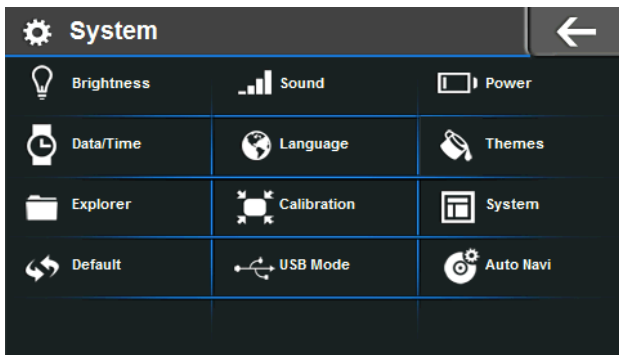 System
Brightness
Sound
Power
Data/Time
Language
Themes
Explorer
Calibration
System
Default
USB Mode
Auto Navi